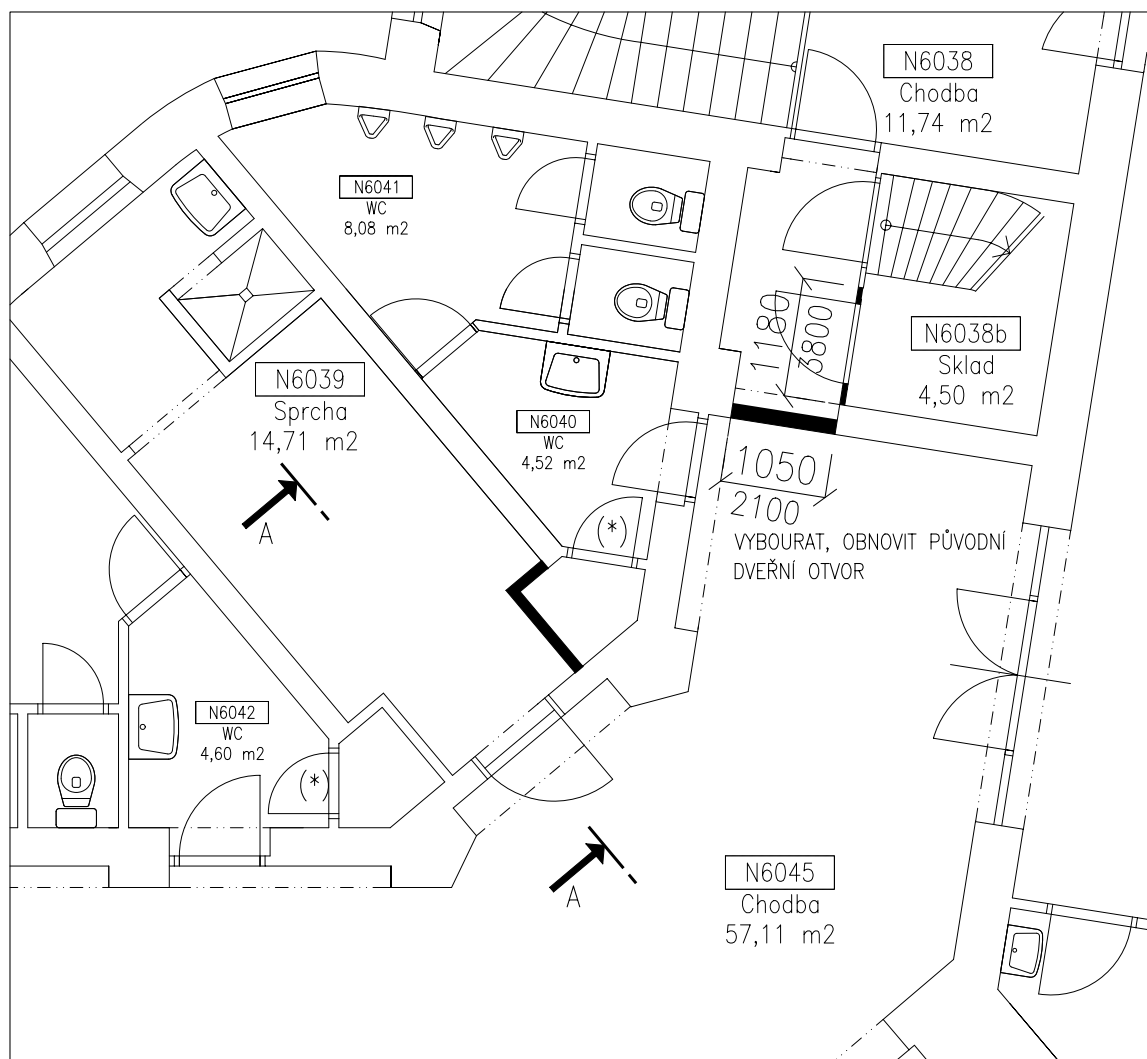 N6038
Chodba
11,74 m2
N6041
WC
8,08 m2
1180
3800
N6038b
Sklad
4,50 m2
N6039
Sprcha
14,71 m2
N6040
WC
4,52 m2
1050
2100
VYBOURAT, OBNOVIT PŮVODNÍ
DVEŘNÍ OTVOR
A
(*)
N6042
WC
4,60 m2
(*)
A
N6045
Chodba
57,11 m2